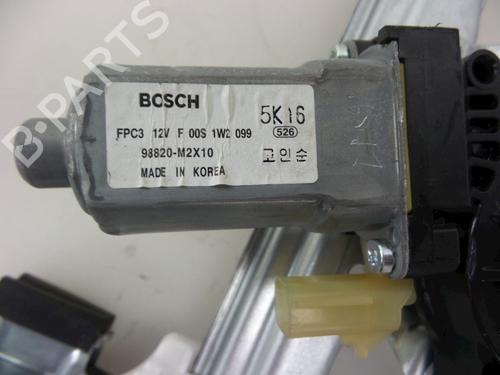 B-PARTS
BOSCH
5K16
FPC3 12V F 00S 1W2 099
526
98820-M2X10
고인순
MADE IN KOREA